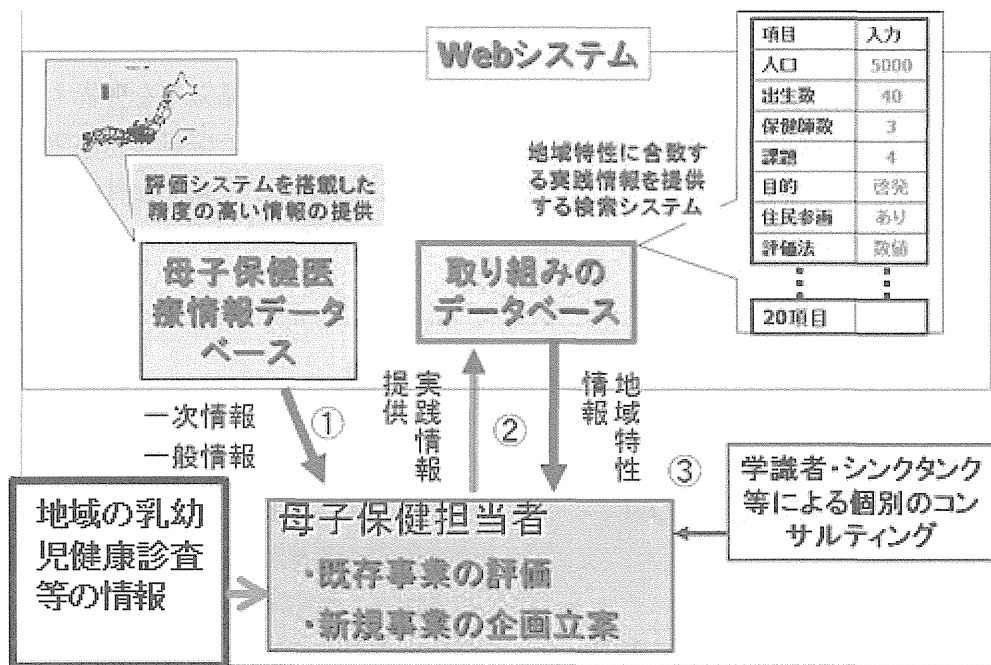 Webシステム
項目 入力
人口 5000
出生数 40
保健師数 3
課題 4
目的 啓発
住民参画 あり
評価法 数値
20項目
評価システムを搭載した
精度の高い情報の提供
地域特性に合致す
る実践情報を提供
する検索システム
母子保健医
療情報データ
ベース
取り組みの
データベース
一次情報
一般情報
①
実践情報
提供
②
地域特性
情報
③
学識者・シンクタンク
等による個別のコン
サルティング
地域の乳幼
児健康診査
等の情報
母子保健担当者
・既存事業の評価
・新規事業の企画立案